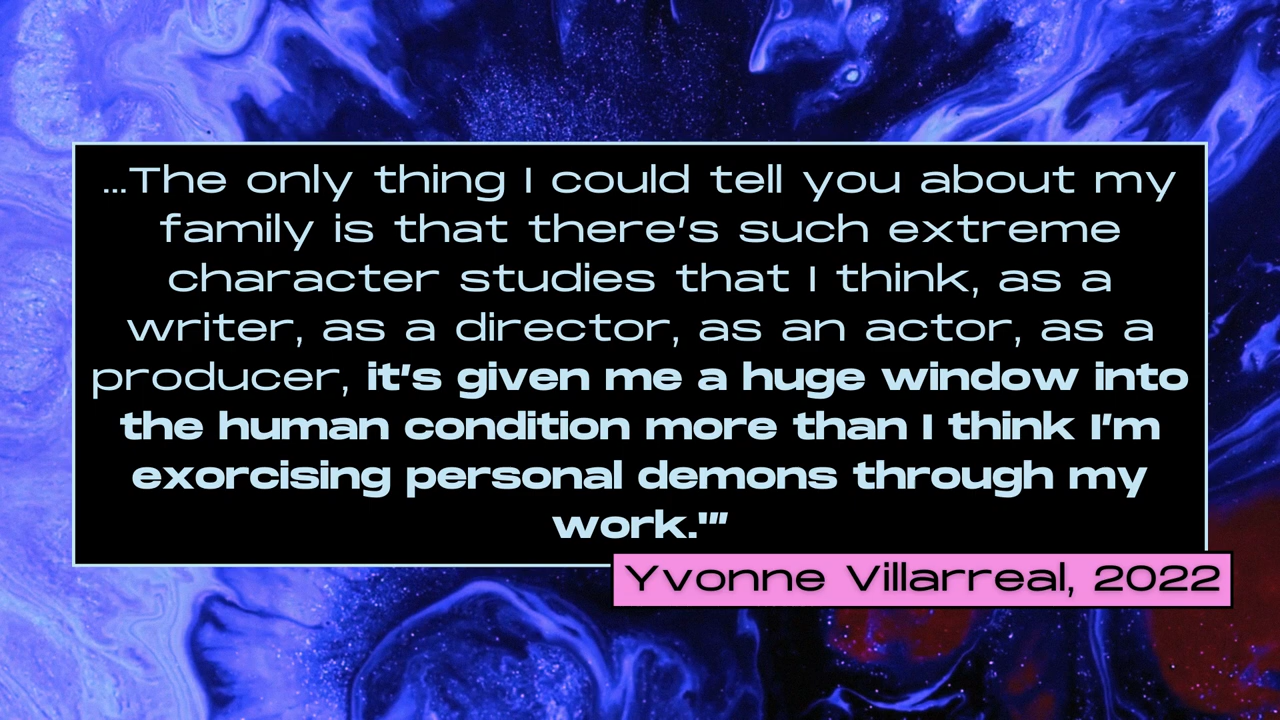 ...The only thing I could tell you about my
family is that there's such extreme
character studies that I think, as a
writer, as a director, as an actor, as a
producer, it's given me a huge window into
the human condition more than I think I'm
exorcising personal demons through my
work.'"
Yvonne Villarreal, 2022